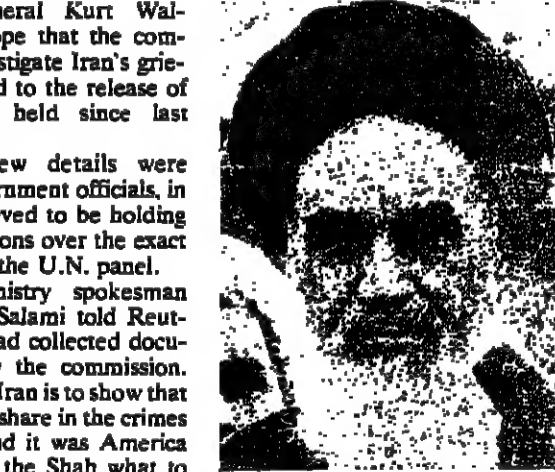 neral Kurt Wal-
ope that the com-
stigate Iran's grie-
d to the release of
held since last
ew details were
rnment officials, in
ved to be holding
ons over the exact
the U.N. panel.
nistry spokesman
Salami told Reut-
ad collected docu-
the commission.
Iran is to show that
share in the crimes
nd it was America
the Shah what to